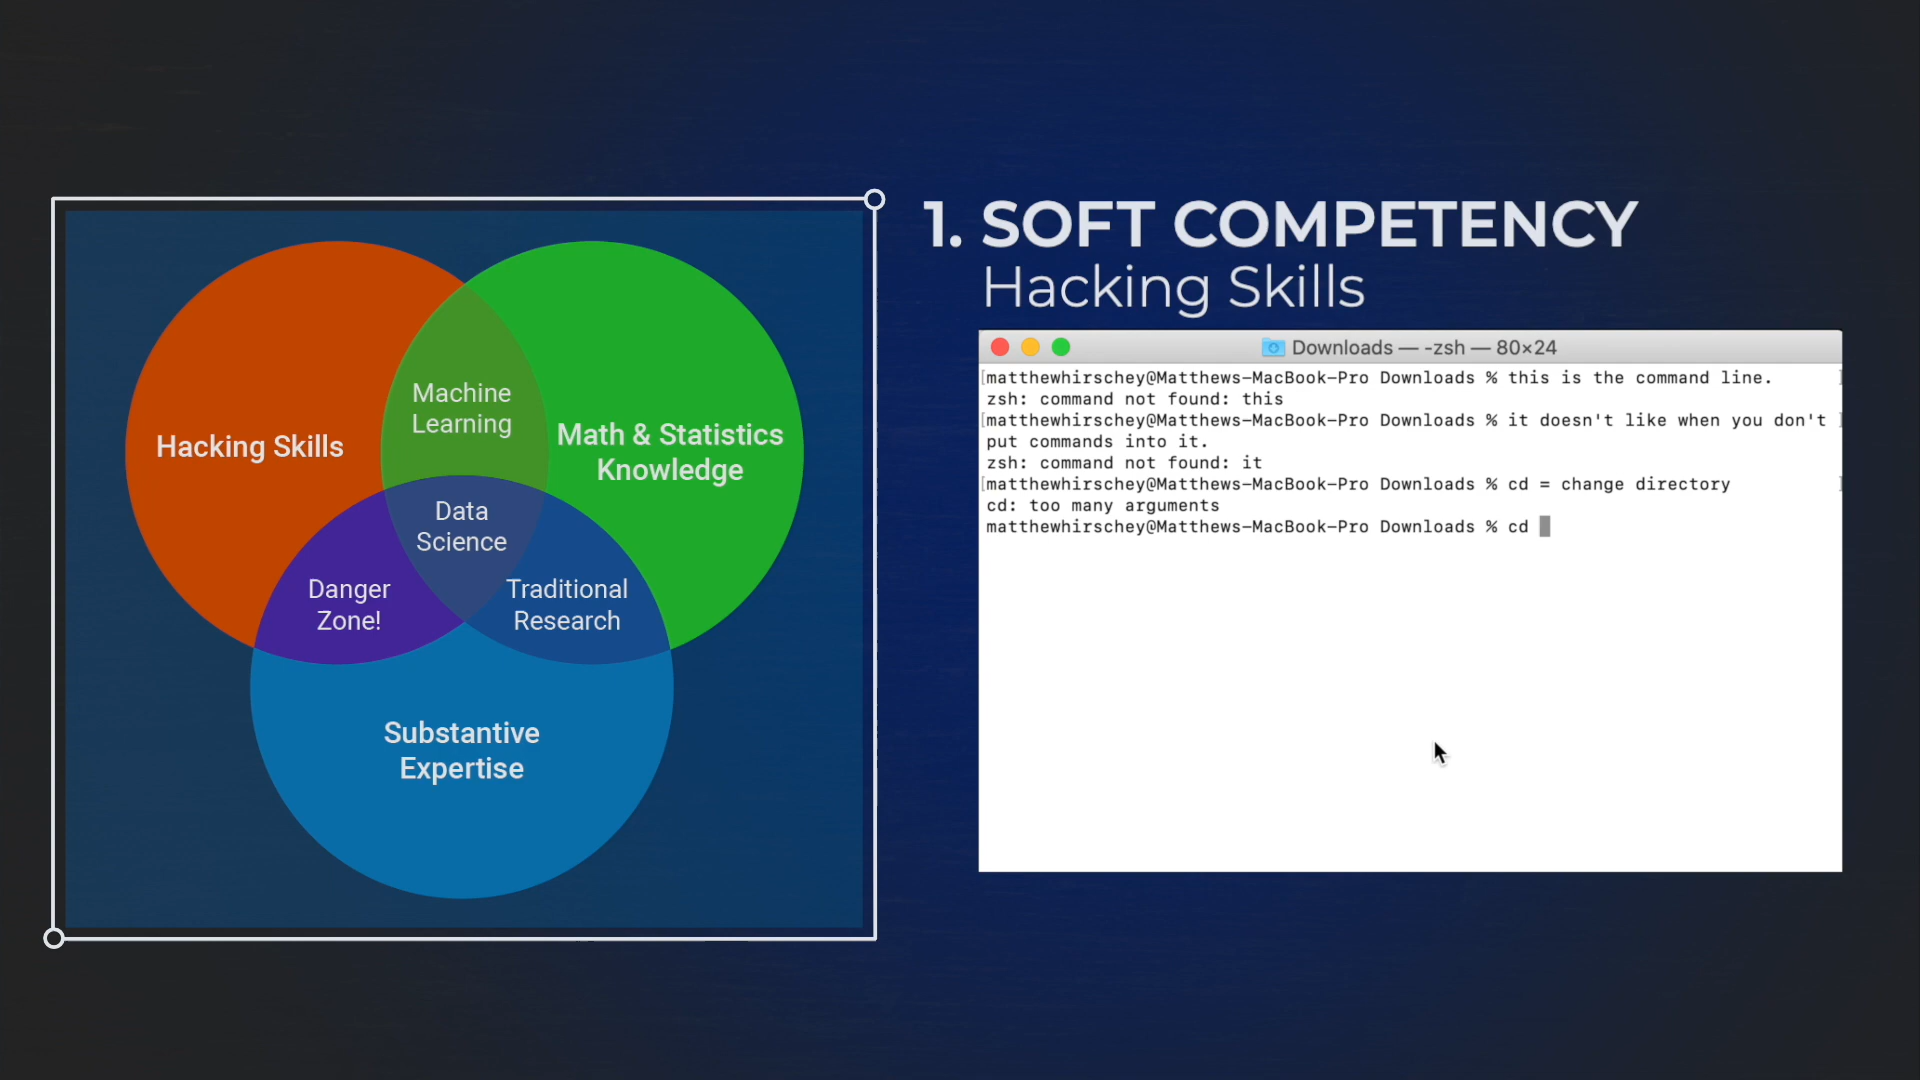 Hacking Skills
Machine
Learning
Math & Statistics
Knowledge
Data
Science
Danger
Zone!
Traditional
Research
Substantive
Expertise
1. SOFT COMPETENCY
Hacking Skills
Downloads — -zsh — 80×24
[matthewhirschey@Matthews-MacBook-Pro Downloads % this is the command line. ]
zsh: command not found: this
[matthewhirschey@Matthews-MacBook-Pro Downloads % it doesn't like when you don't ]
put commands into it.
zsh: command not found: it
[matthewhirschey@Matthews-MacBook-Pro Downloads % cd = change directory ]
cd: too many arguments
matthewhirschey@Matthews-MacBook-Pro Downloads % cd